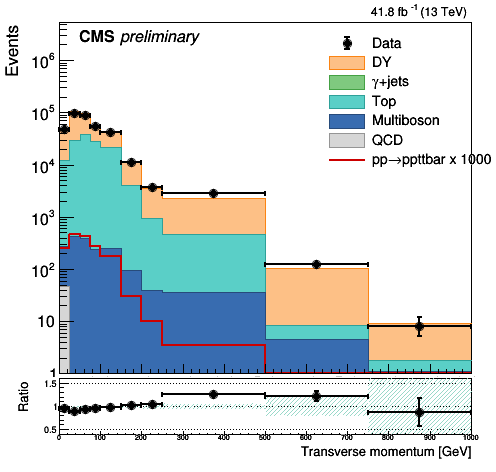 41.8 fb⁻¹ (13 TeV)
CMS preliminary
Events
10⁶
10⁵
10⁴
10³
10²
10
1
Data
DY
γ+jets
Top
Multiboson
QCD
pp→ppttbar x 1000
Ratio
1.5
1
0.5
0 100 200 300 400 500 600 700 800 900 1000
Transverse momentum [GeV]